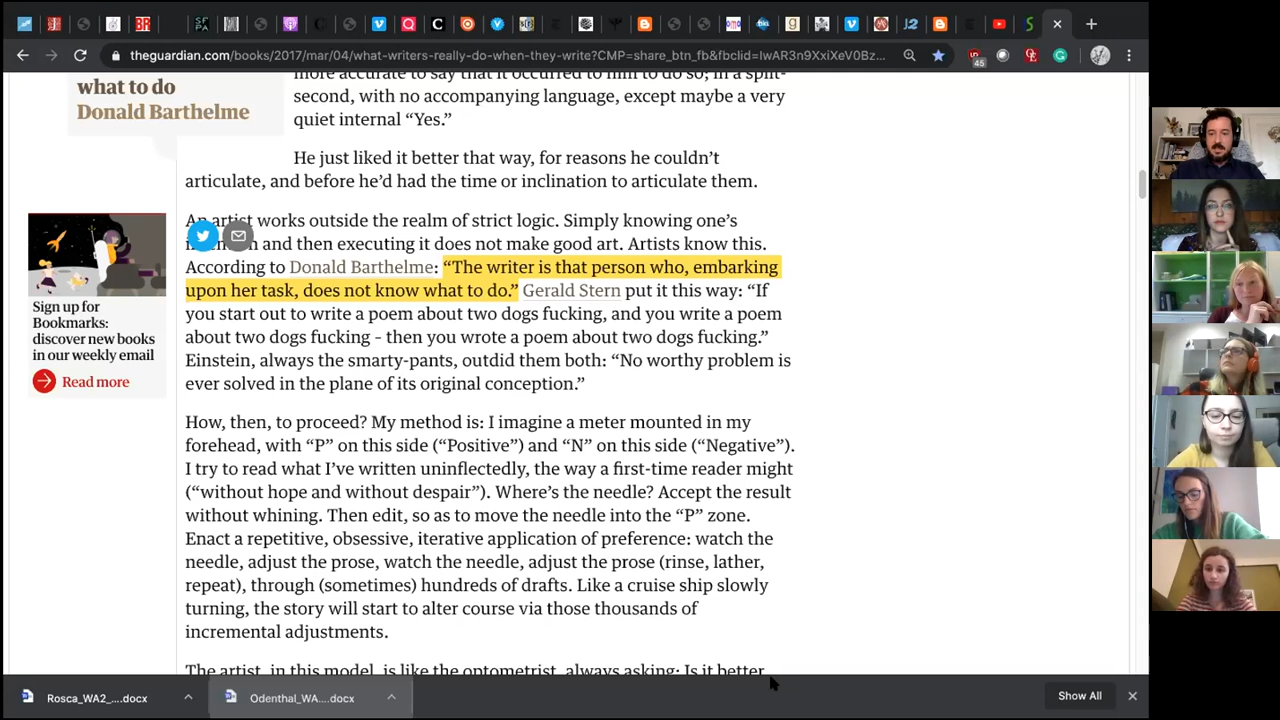 theguardian.com/books/2017/mar/04/what-writers-really-do-when-they-write?CMP=share_btn_fb&fbclid=IwAR3n9XxiXeV0Bz...
what to do
Donald Barthelme
more accurate to say that it occurred to him to do so; in a split-
second, with no accompanying language, except maybe a very
quiet internal “Yes.”
He just liked it better that way, for reasons he couldn’t
articulate, and before he’d had the time or inclination to articulate them.
An artist works outside the realm of strict logic. Simply knowing one’s
and then executing it does not make good art. Artists know this.
According to Donald Barthelme: “The writer is that person who, embarking
upon her task, does not know what to do.” Gerald Stern put it this way: “If
you start out to write a poem about two dogs fucking, and you write a poem
about two dogs fucking – then you wrote a poem about two dogs fucking.”
Einstein, always the smarty-pants, outdid them both: “No worthy problem is
ever solved in the plane of its original conception.”
How, then, to proceed? My method is: I imagine a meter mounted in my
forehead, with “P” on this side (“Positive”) and “N” on this side (“Negative”).
I try to read what I’ve written uninflectedly, the way a first-time reader might
(“without hope and without despair”). Where’s the needle? Accept the result
without whining. Then edit, so as to move the needle into the “P” zone.
Enact a repetitive, obsessive, iterative application of preference: watch the
needle, adjust the prose, watch the needle, adjust the prose (rinse, lather,
repeat), through (sometimes) hundreds of drafts. Like a cruise ship slowly
turning, the story will start to alter course via those thousands of
incremental adjustments.
The artist, in this model, is like the optometrist, always asking: Is it better
Sign up for
Bookmarks:
discover new books
in our weekly email
Read more
45
Rosca_WA2_....docx
Odenthal_WA....docx
Show All